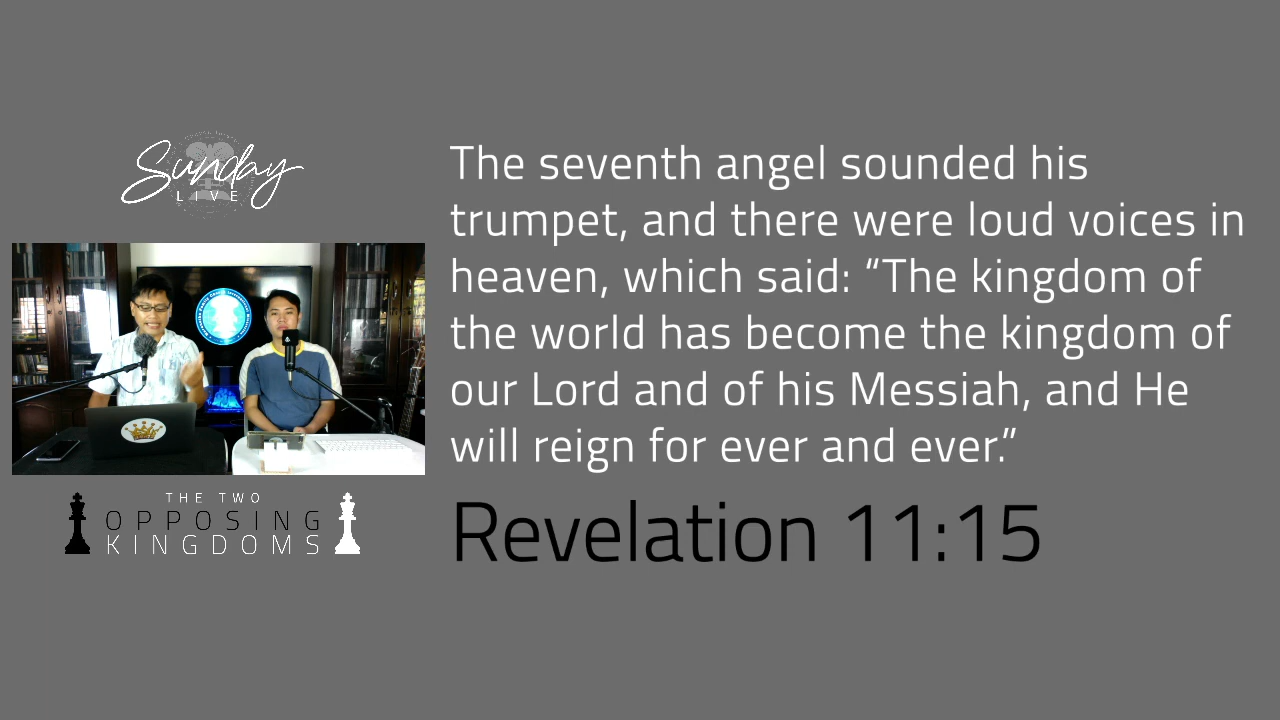 Sunday
LIVE
The seventh angel sounded his
trumpet, and there were loud voices in
heaven, which said: “The kingdom of
the world has become the kingdom of
our Lord and of his Messiah, and He
will reign for ever and ever.”
Revelation 11:15
THE TWO
OPPOSING
KINGDOMS